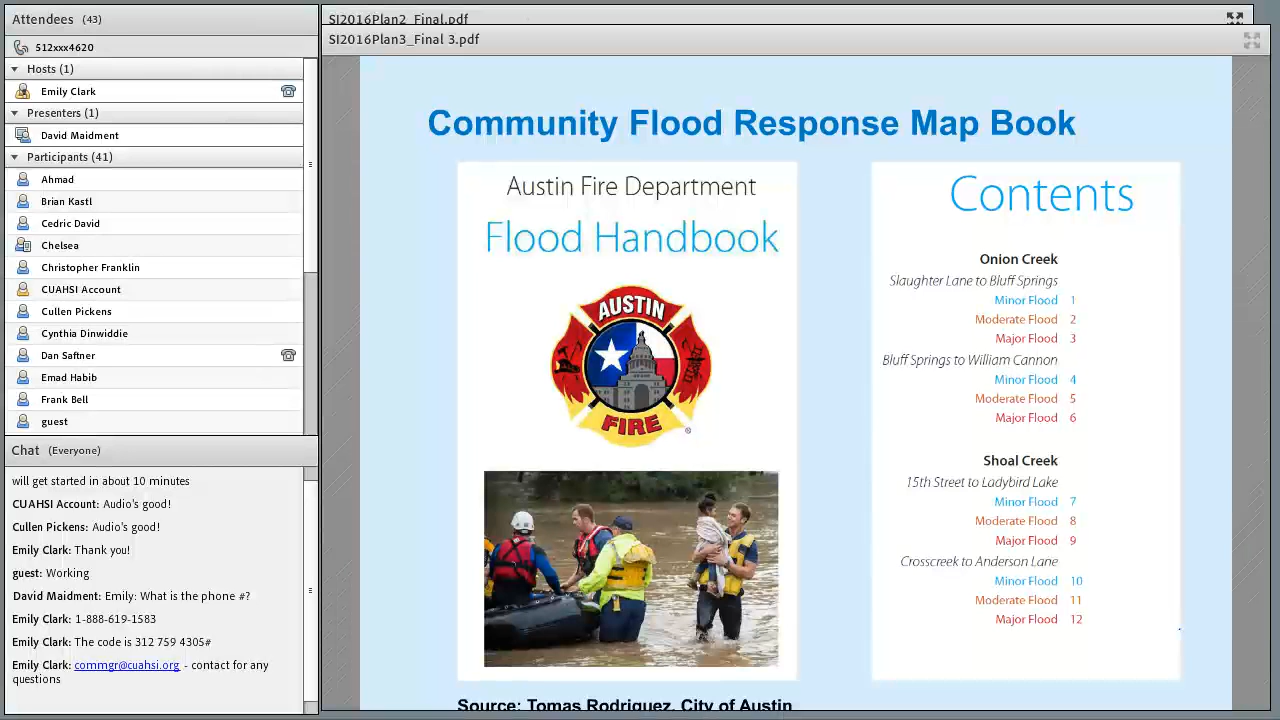 Attendees (43)
512xxx4620
Hosts (1)
Emily Clark
Presenters (1)
David Maidment
Participants (41)
Ahmad
Brian Kastl
Cedric David
Chelsea
Christopher Franklin
CUAHSI Account
Cullen Pickens
Cynthia Dinwiddie
Dan Saftner
Emad Habib
Frank Bell
guest
Chat (Everyone)
will get started in about 10 minutes
CUAHSI Account: Audio's good!
Cullen Pickens: Audio's good!
Emily Clark: Thank you!
guest: Working
David Maidment: Emily: What is the phone #?
Emily Clark: 1-888-619-1583
Emily Clark: The code is 312 759 4305#
Emily Clark: commgr@cuahsi.org - contact for any
questions
SI2016Plan2_Final.pdf
SI2016Plan3_Final 3.pdf
Community Flood Response Map Book
Austin Fire Department
Flood Handbook
AUSTIN
FIRE
®
Contents
Onion Creek
Slaughter Lane to Bluff Springs
Minor Flood 1
Moderate Flood 2
Major Flood 3
Bluff Springs to William Cannon
Minor Flood 4
Moderate Flood 5
Major Flood 6
Shoal Creek
15th Street to Ladybird Lake
Minor Flood 7
Moderate Flood 8
Major Flood 9
Crosscreek to Anderson Lane
Minor Flood 10
Moderate Flood 11
Major Flood 12
Source: Tomas Rodriguez, City of Austin